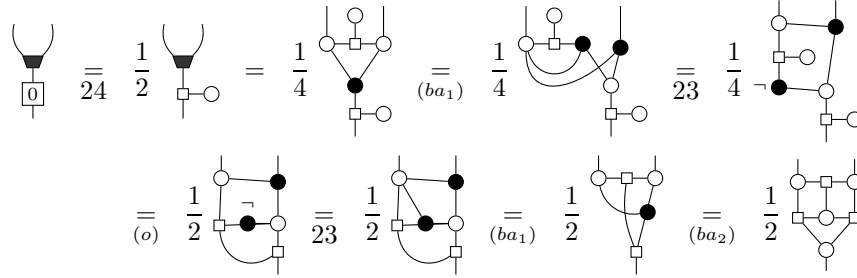 0 = 24 1/2 = 1/4 = (ba₁) 1/4 = 23 1/4 ¬
= (o) 1/2 ¬ = 23 1/2 = (ba₁) 1/2 = (ba₂) 1/2